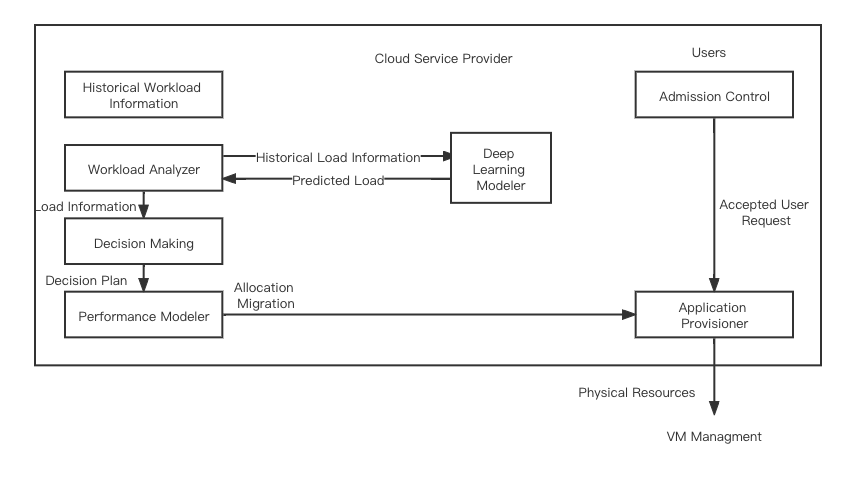 Cloud Service Provider
Users
Historical Workload
Information
Admission Control
Workload Analyzer
Historical Load Information
Predicted Load
Deep
Learning
Modeler
Load Information
Accepted User
Request
Decision Making
Decision Plan
Allocation
Migration
Performance Modeler
Application
Provisioner
Physical Resources
VM Managment